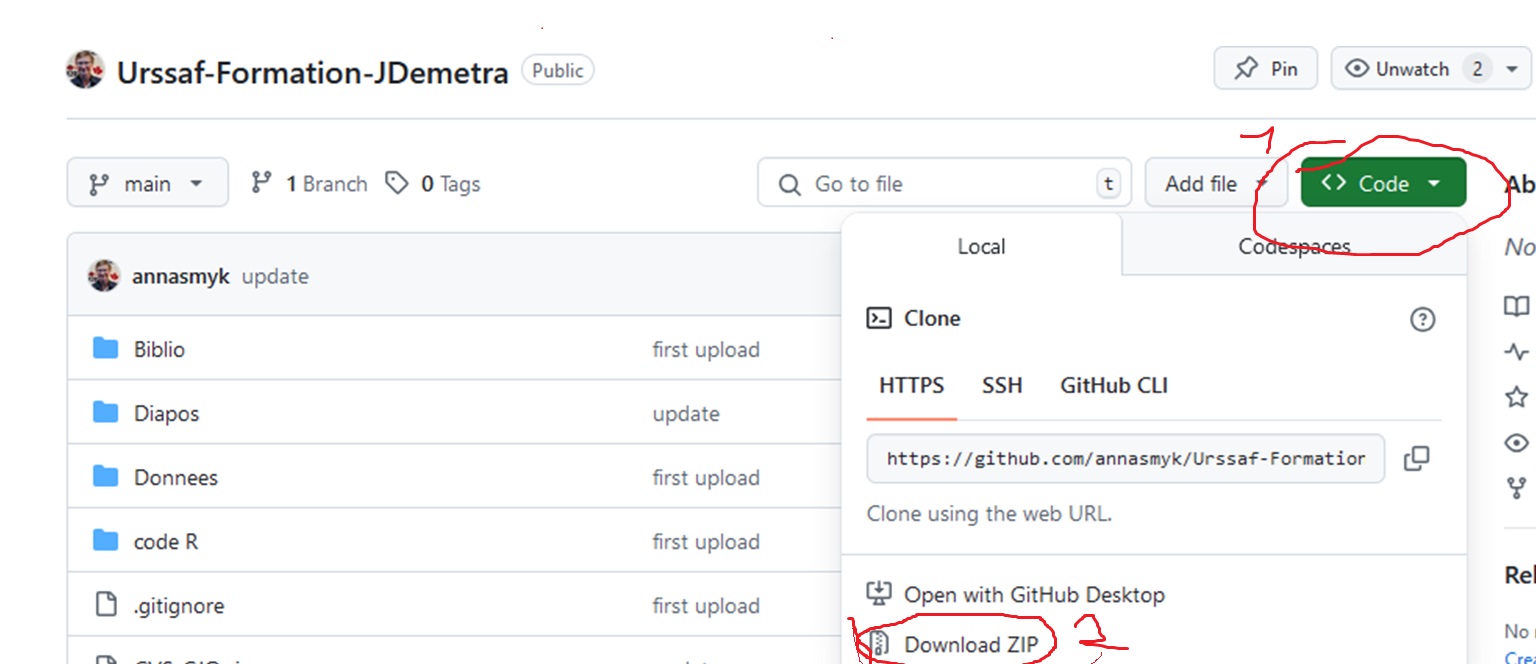 Urssaf-Formation-JDemetra Public Pin Unwatch 2
1
main 1 Branch 0 Tags Go to file t Add file Code Ab
Local Codespaces No
annasmyk update
Clone
Biblio first upload
HTTPS SSH GitHub CLI
Diapos update
https://github.com/annasmyk/Urssaf-Formation
Donnees first upload
Clone using the web URL.
code R first upload
Rel
Open with GitHub Desktop
.gitignore first upload
Download ZIP 2
No
Cre